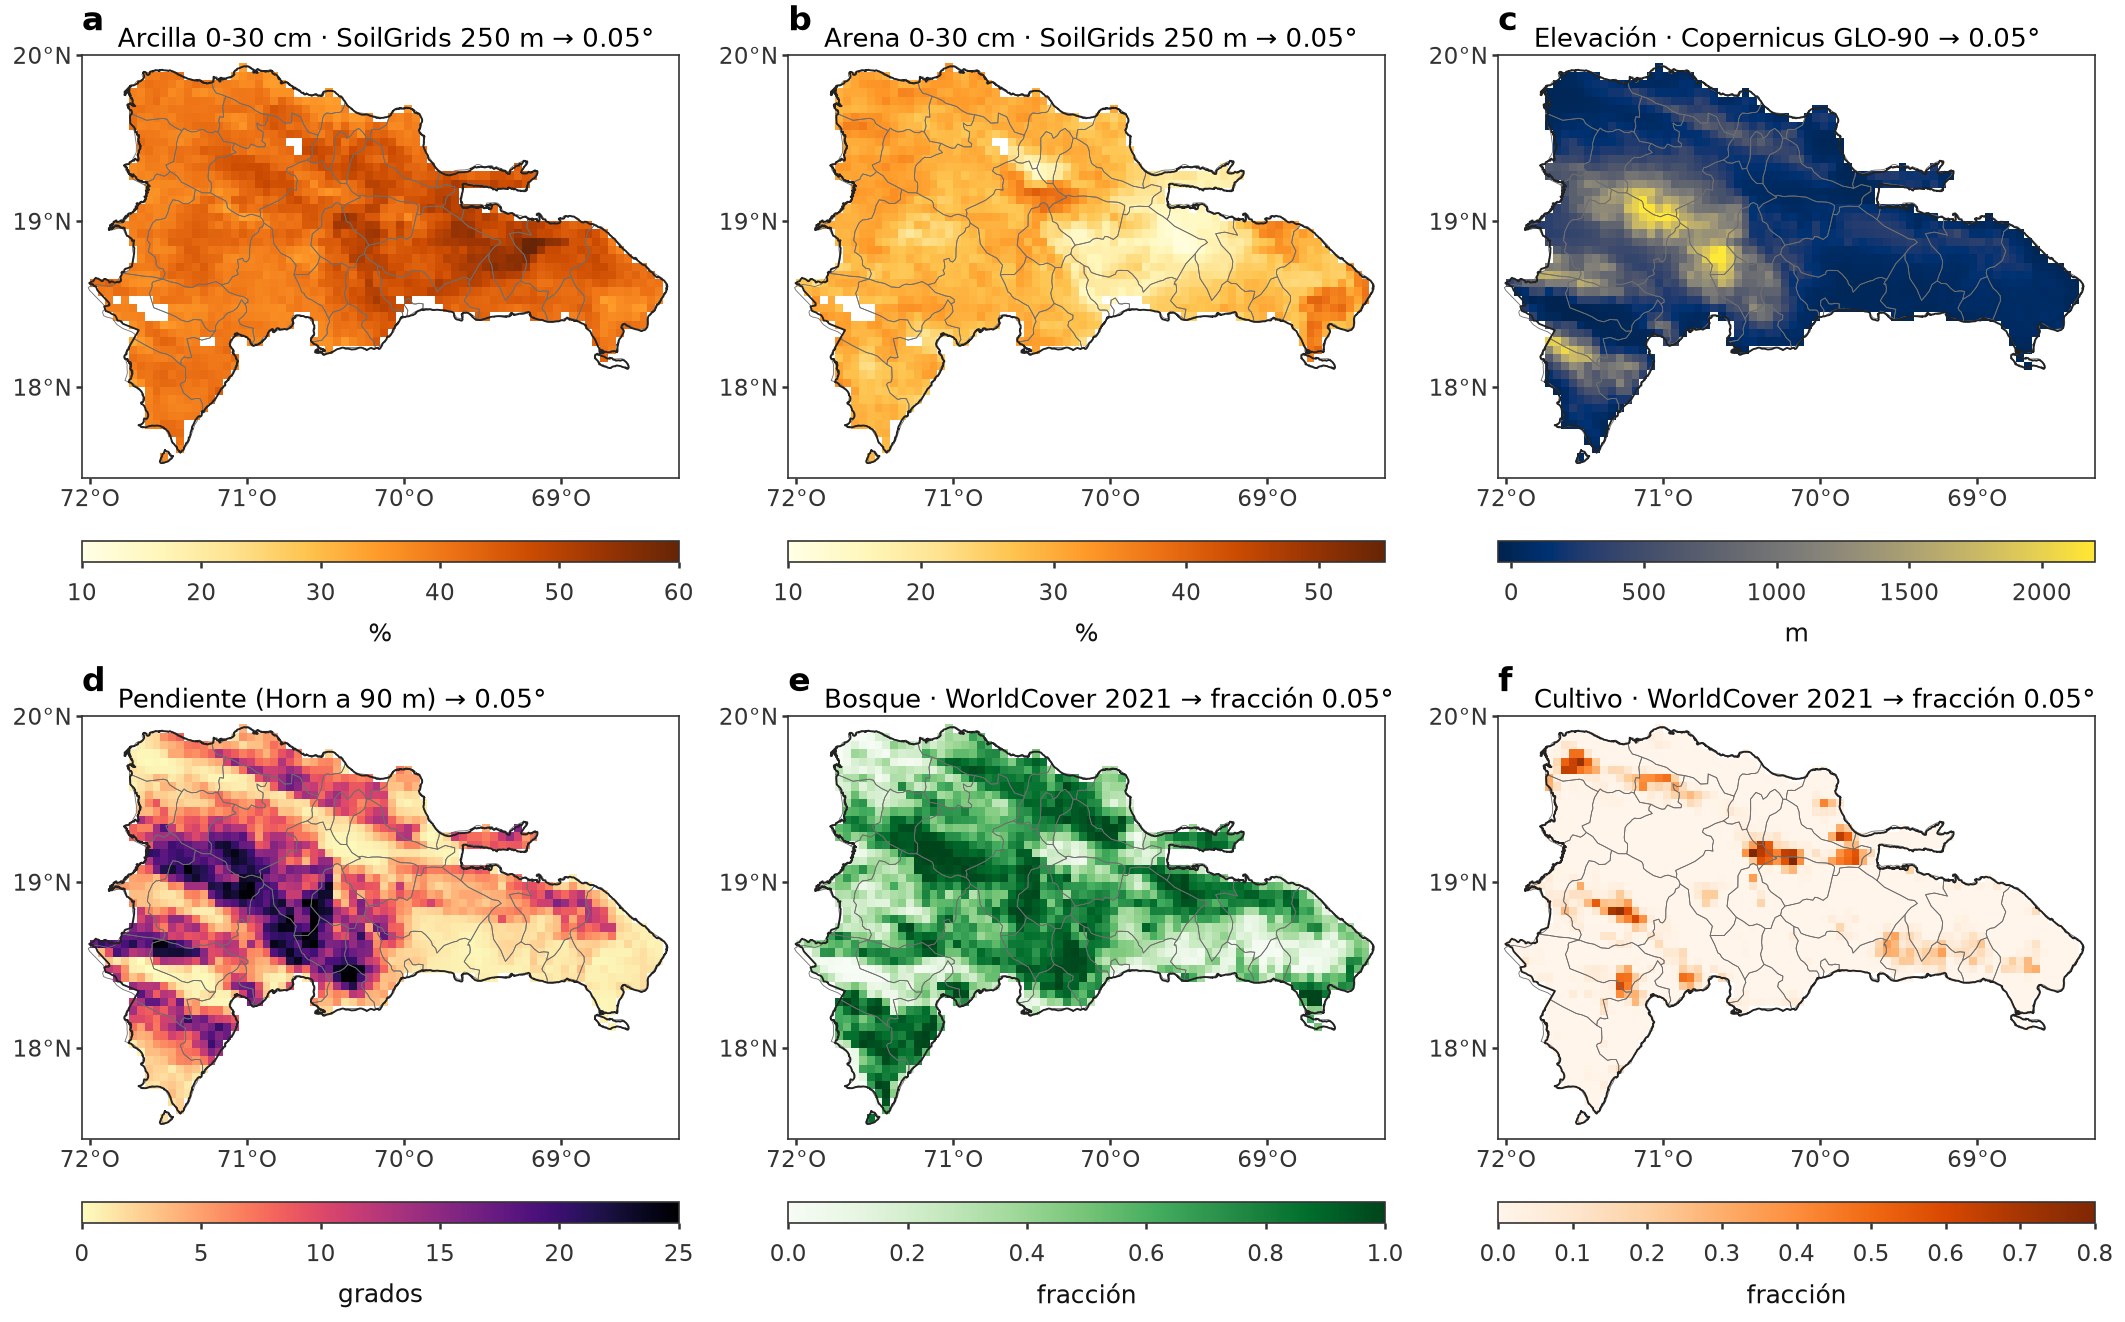 a
Arcilla 0-30 cm · SoilGrids 250 m → 0.05°
20°N
19°N
18°N
72°O 71°O 70°O 69°O
10 20 30 40 50 60
%
b
Arena 0-30 cm · SoilGrids 250 m → 0.05°
20°N
19°N
18°N
72°O 71°O 70°O 69°O
10 20 30 40 50
%
c
Elevación · Copernicus GLO-90 → 0.05°
20°N
19°N
18°N
72°O 71°O 70°O 69°O
0 500 1000 1500 2000
m
d
Pendiente (Horn a 90 m) → 0.05°
20°N
19°N
18°N
72°O 71°O 70°O 69°O
0 5 10 15 20 25
grados
e
Bosque · WorldCover 2021 → fracción 0.05°
20°N
19°N
18°N
72°O 71°O 70°O 69°O
0.0 0.2 0.4 0.6 0.8 1.0
fracción
f
Cultivo · WorldCover 2021 → fracción 0.05°
20°N
19°N
18°N
72°O 71°O 70°O 69°O
0.0 0.1 0.2 0.3 0.4 0.5 0.6 0.7 0.8
fracción